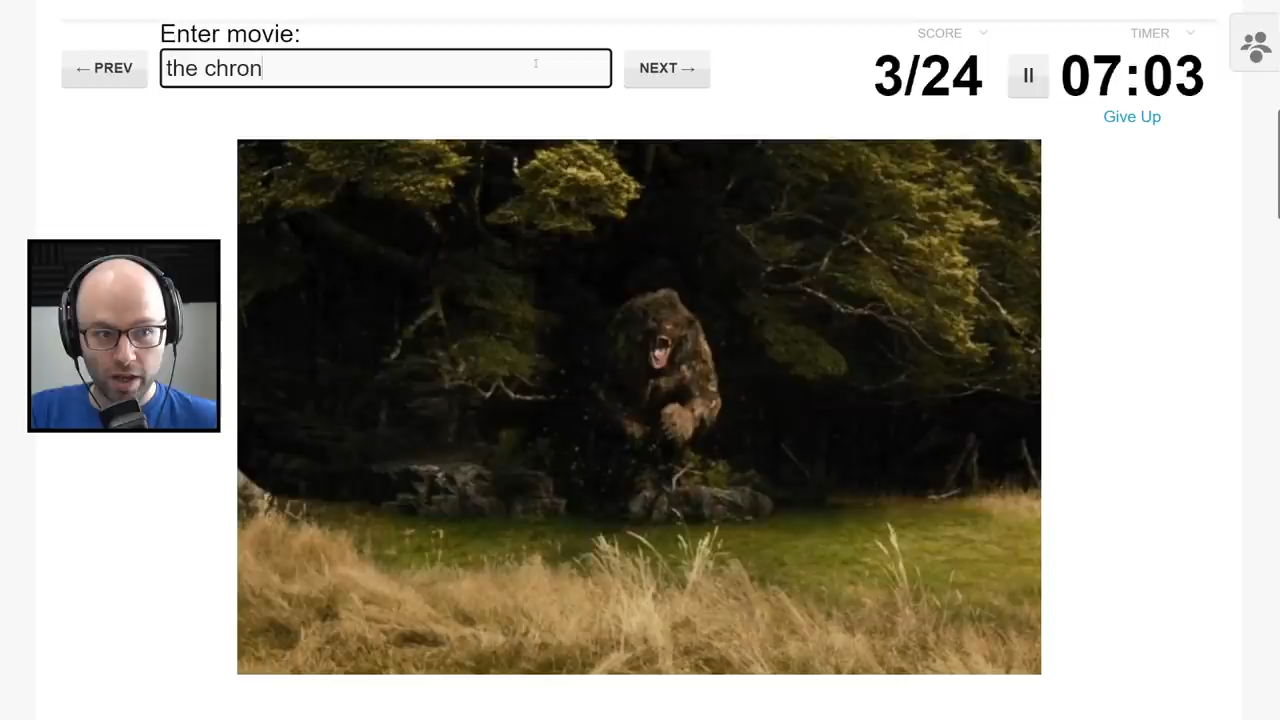 Enter movie:
← PREV
the chron
NEXT →
SCORE
3/24
TIMER
07:03
Give Up